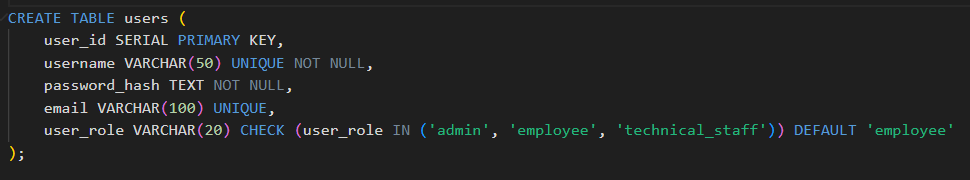 CREATE TABLE users (
    user_id SERIAL PRIMARY KEY,
    username VARCHAR(50) UNIQUE NOT NULL,
    password_hash TEXT NOT NULL,
    email VARCHAR(100) UNIQUE,
    user_role VARCHAR(20) CHECK (user_role IN ('admin', 'employee', 'technical_staff')) DEFAULT 'employee'
);